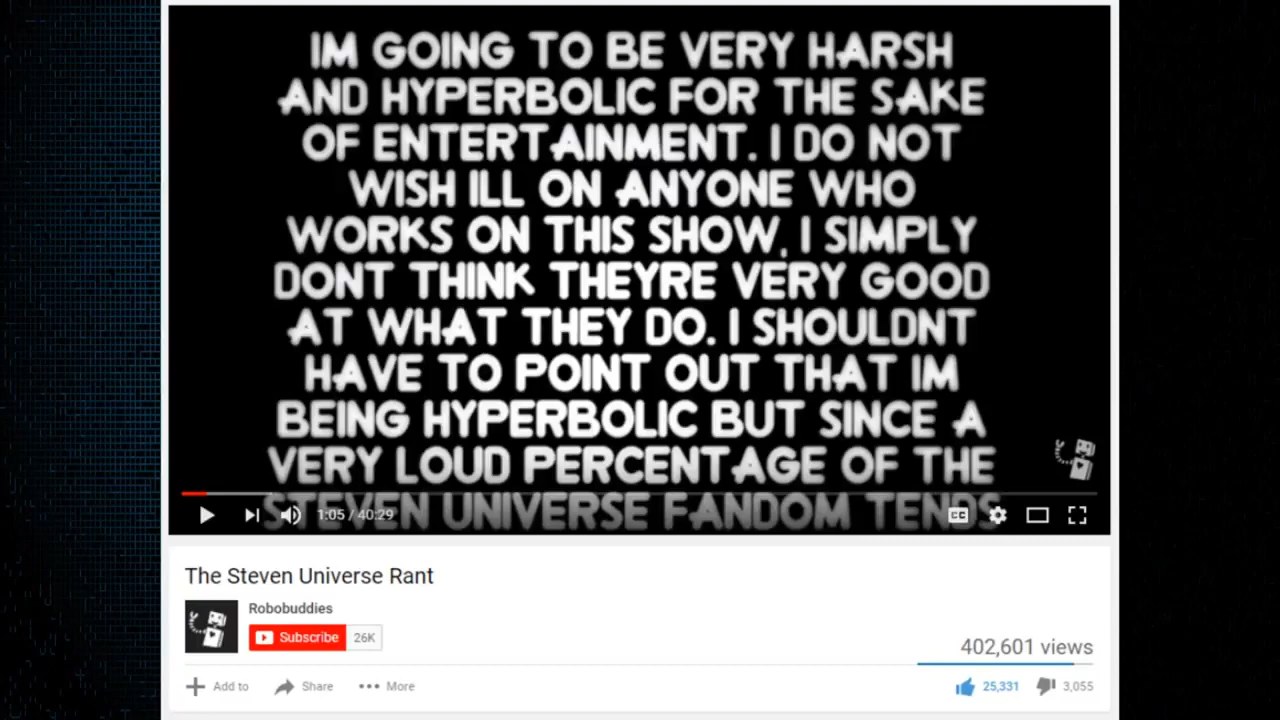 IM GOING TO BE VERY HARSH
AND HYPERBOLIC FOR THE SAKE
OF ENTERTAINMENT. I DO NOT
WISH ILL ON ANYONE WHO
WORKS ON THIS SHOW, I SIMPLY
DONT THINK THEYRE VERY GOOD
AT WHAT THEY DO. I SHOULDNT
HAVE TO POINT OUT THAT IM
BEING HYPERBOLIC BUT SINCE A
VERY LOUD PERCENTAGE OF THE
STEVEN UNIVERSE FANDOM TENDS
1:05 / 40:29
CC
The Steven Universe Rant
Robobuddies
Subscribe 26K
402,601 views
Add to Share More 25,331 3,055